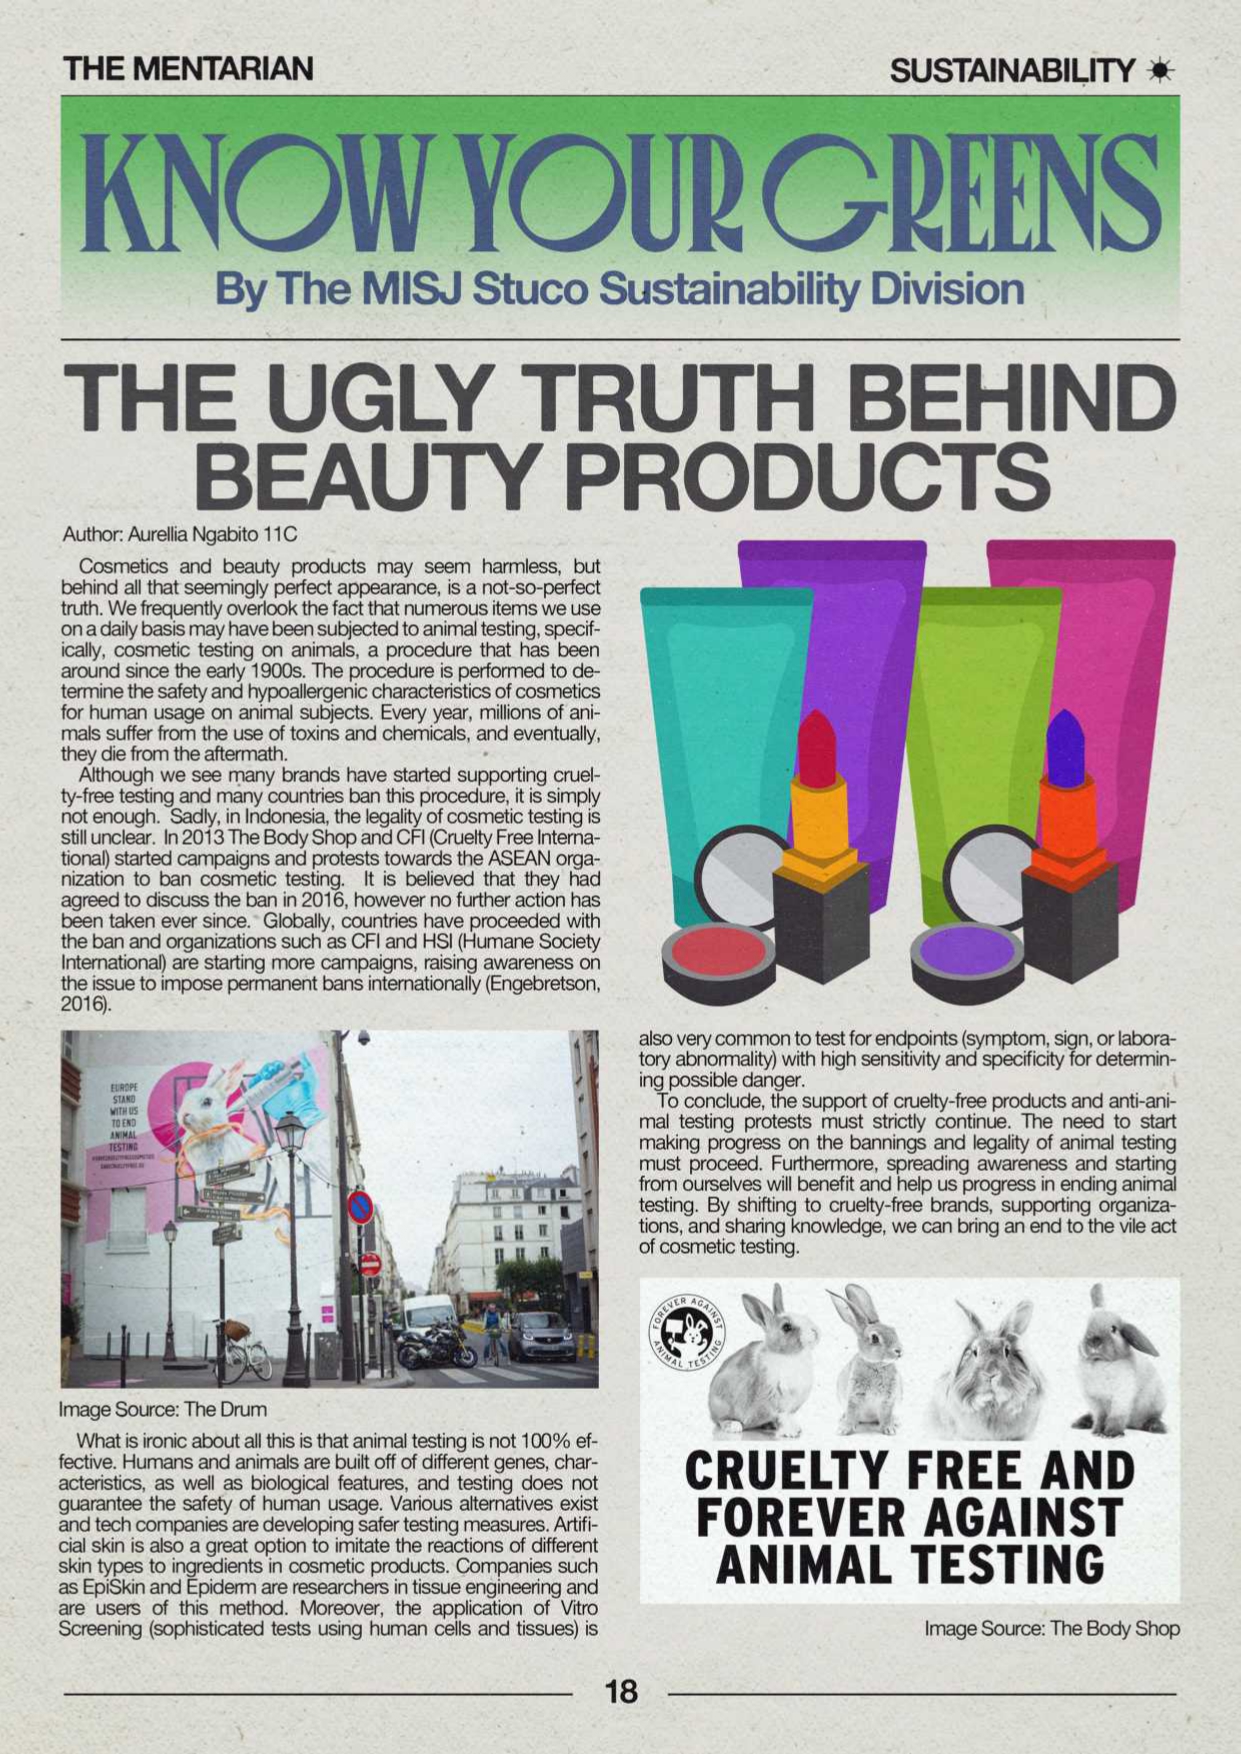 THE MENTARIAN
SUSTAINABILITY
KNOW YOUR GREENS
By The MISJ Stuco Sustainability Division
THE UGLY TRUTH BEHIND
BEAUTY PRODUCTS
Author: Aurellia Ngabito 11C
Cosmetics and beauty products may seem harmless, but
behind all that seemingly perfect appearance, is a not-so-perfect
truth. We frequently overlook the fact that numerous items we use
on a daily basis may have been subjected to animal testing, specif-
ically, cosmetic testing on animals, a procedure that has been
around since the early 1900s. The procedure is performed to de-
termine the safety and hypoallergenic characteristics of cosmetics
for human usage on animal subjects. Every year, millions of ani-
mals suffer from the use of toxins and chemicals, and eventually,
they die from the aftermath.
Although we see many brands have started supporting cruel-
ty-free testing and many countries ban this procedure, it is simply
not enough. Sadly, in Indonesia, the legality of cosmetic testing is
still unclear. In 2013 The Body Shop and CFI (Cruelty Free Interna-
tional) started campaigns and protests towards the ASEAN orga-
nization to ban cosmetic testing. It is believed that they had
agreed to discuss the ban in 2016, however no further action has
been taken ever since. Globally, countries have proceeded with
the ban and organizations such as CFI and HSI (Humane Society
International) are starting more campaigns, raising awareness on
the issue to impose permanent bans internationally (Engebretson,
2016).
EUROPE
STAND
WITH US
TO END
ANIMAL
TESTING
Image Source: The Drum
What is ironic about all this is that animal testing is not 100% ef-
fective. Humans and animals are built off of different genes, char-
acteristics, as well as biological features, and testing does not
guarantee the safety of human usage. Various alternatives exist
and tech companies are developing safer testing measures. Artifi-
cial skin is also a great option to imitate the reactions of different
skin types to ingredients in cosmetic products. Companies such
as EpiSkin and Epiderm are researchers in tissue engineering and
are users of this method. Moreover, the application of Vitro
Screening (sophisticated tests using human cells and tissues) is
also very common to test for endpoints (symptom, sign, or labora-
tory abnormality) with high sensitivity and specificity for determin-
ing possible danger.
To conclude, the support of cruelty-free products and anti-ani-
mal testing protests must strictly continue. The need to start
making progress on the bannings and legality of animal testing
must proceed. Furthermore, spreading awareness and starting
from ourselves will benefit and help us progress in ending animal
testing. By shifting to cruelty-free brands, supporting organiza-
tions, and sharing knowledge, we can bring an end to the vile act
of cosmetic testing.
FOREVER AGAINST
ANIMAL TESTING
CRUELTY FREE AND
FOREVER AGAINST
ANIMAL TESTING
Image Source: The Body Shop
18